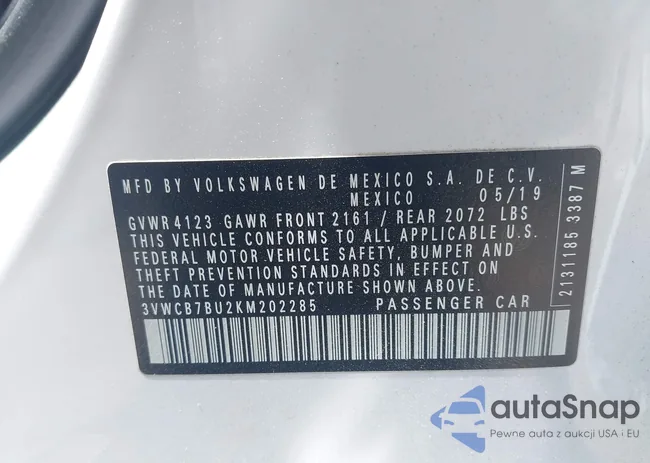 MFD BY VOLKSWAGEN DE MEXICO S.A. DE C.V.
MEXICO 05/19
GVWR 4123 GAWR FRONT 2161 / REAR 2072 LBS
THIS VEHICLE CONFORMS TO ALL APPLICABLE U.S.
FEDERAL MOTOR VEHICLE SAFETY, BUMPER AND
THEFT PREVENTION STANDARDS IN EFFECT ON
THE DATE OF MANUFACTURE SHOWN ABOVE.
3VWCB7BU2KM202285 PASSENGER CAR
2131185 3387 M
autaSnap
Pewne auta z aukcji USA i EU